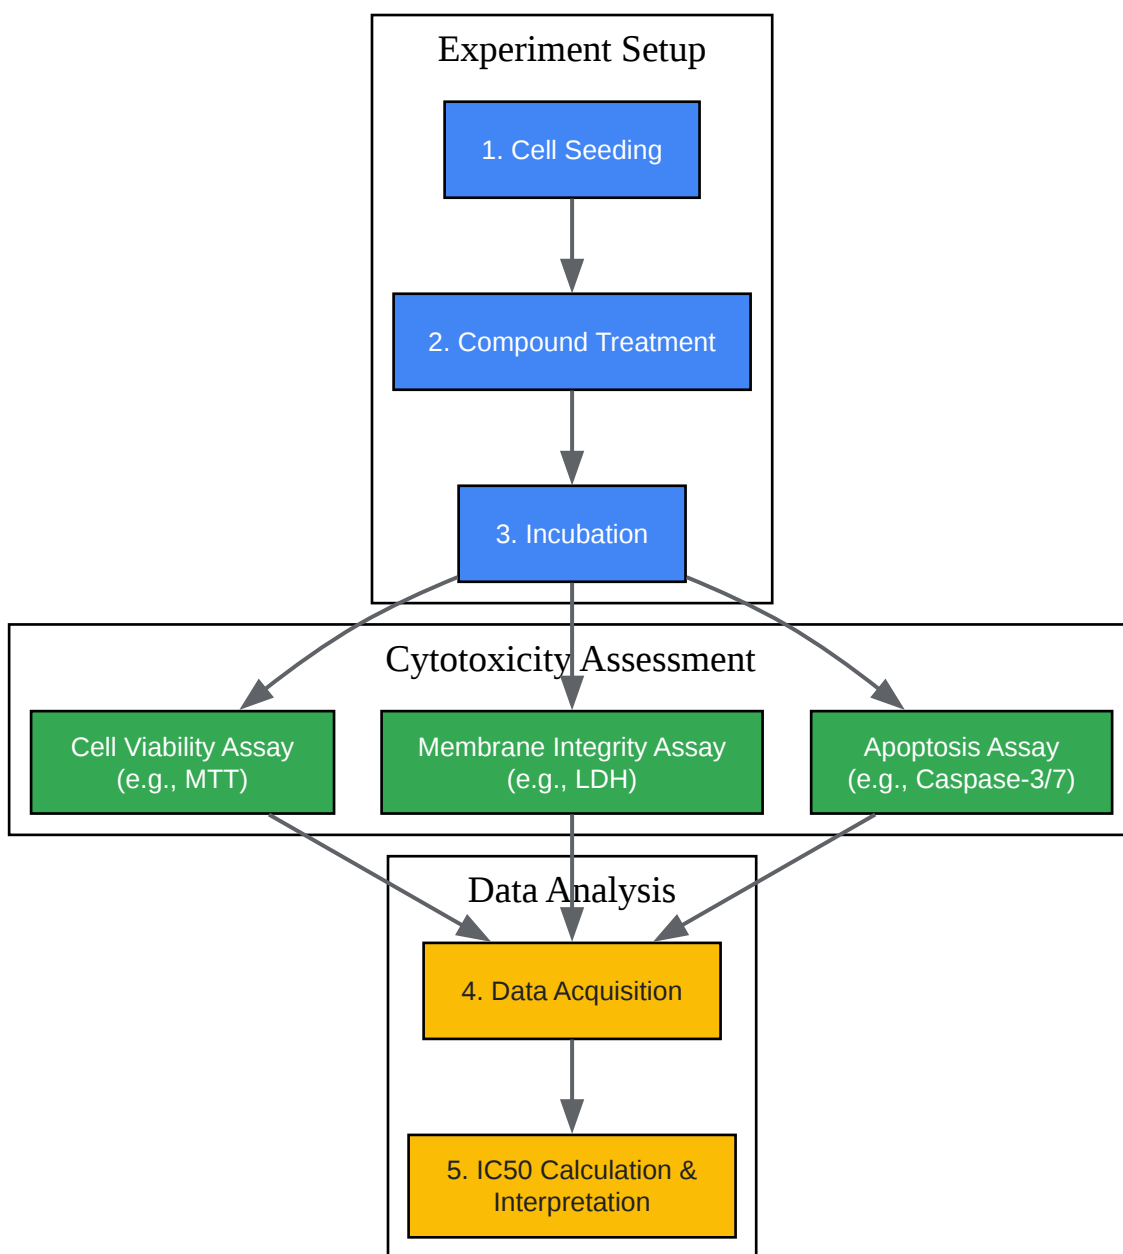 Experiment Setup
1. Cell Seeding
2. Compound Treatment
3. Incubation
Cytotoxicity Assessment
Cell Viability Assay
(e.g., MTT)
Membrane Integrity Assay
(e.g., LDH)
Apoptosis Assay
(e.g., Caspase-3/7)
Data Analysis
4. Data Acquisition
5. IC50 Calculation &
Interpretation